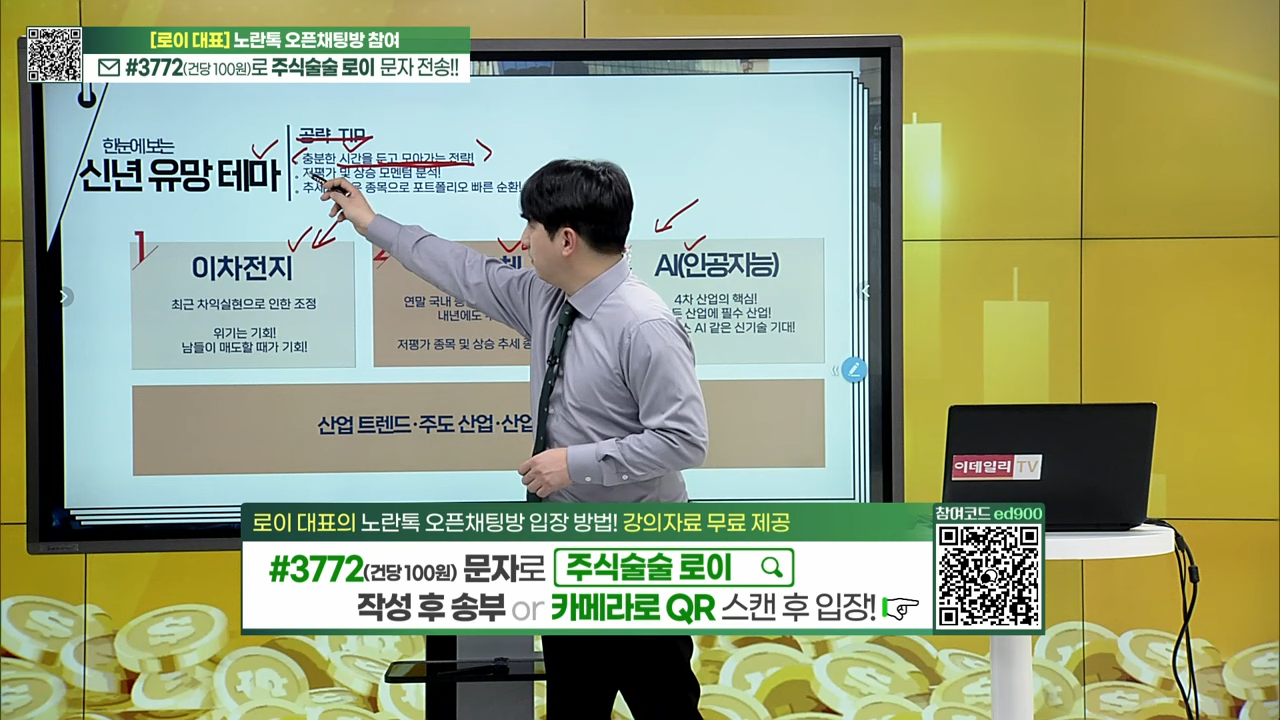 [로이 대표] 노란톡 오픈채팅방 참여
#3772(건당 100원)로 주식술술 로이 문자 전송!!
한눈에 보는
신년 유망 테마
공략 TIP
충분한 시간을 두고 모아가는 전략!
저평가 및 상승 모멘텀 분석!
종목으로 포트폴리오 빠른 순환!
1
이차전지
최근 차익실현으로 인한 조정
위기는 기회!
남들이 매도할 때가 기회!
연말 국내
내년에도
저평가 종목 및 상승 추세
AI(인공지능)
4차 산업의 핵심!
산업에 필수 산업!
AI 같은 신기술 기대!
산업 트렌드·주도 산업·산업
이데일리 TV
로이 대표의 노란톡 오픈채팅방 입장 방법! 강의자료 무료 제공
참여코드 ed900
#3772(건당 100원) 문자로 주식술술 로이
작성 후 송부 or 카메라로 QR 스캔 후 입장!